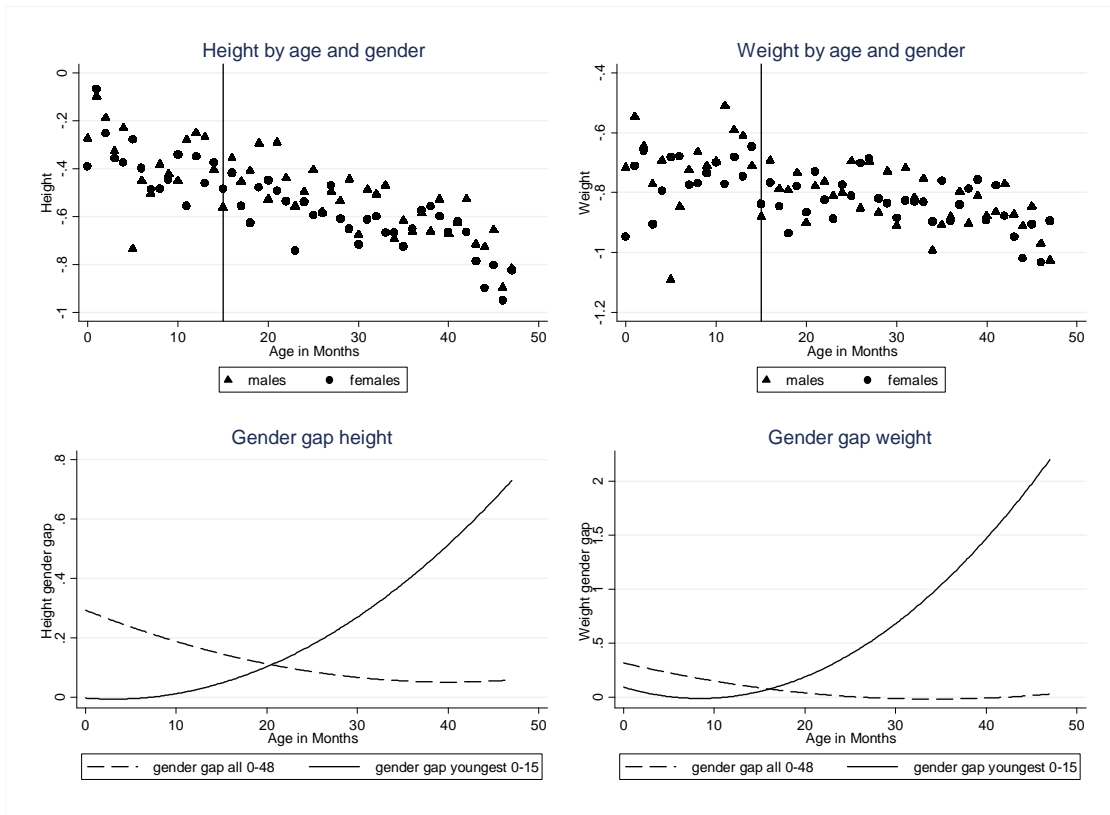 Height by age and gender
Height
0
-.2
-.4
-.6
-.8
-1
0 10 20 30 40 50
Age in Months
males females
Weight by age and gender
Weight
-.4
-.6
-.8
-1
-1.2
0 10 20 30 40 50
Age in Months
males females
Gender gap height
Height gender gap
.8
.6
.4
.2
0
0 10 20 30 40 50
Age in Months
gender gap all 0-48 gender gap youngest 0-15
Gender gap weight
Weight gender gap
2
1.5
1
.5
0
0 10 20 30 40 50
Age in Months
gender gap all 0-48 gender gap youngest 0-15